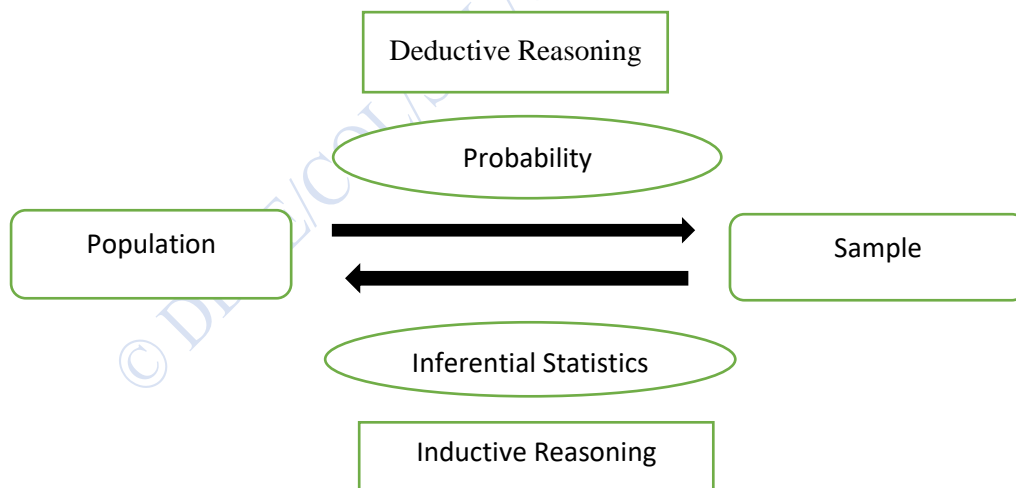 Deductive Reasoning
Probability
Population
Sample
Inferential Statistics
Inductive Reasoning
©